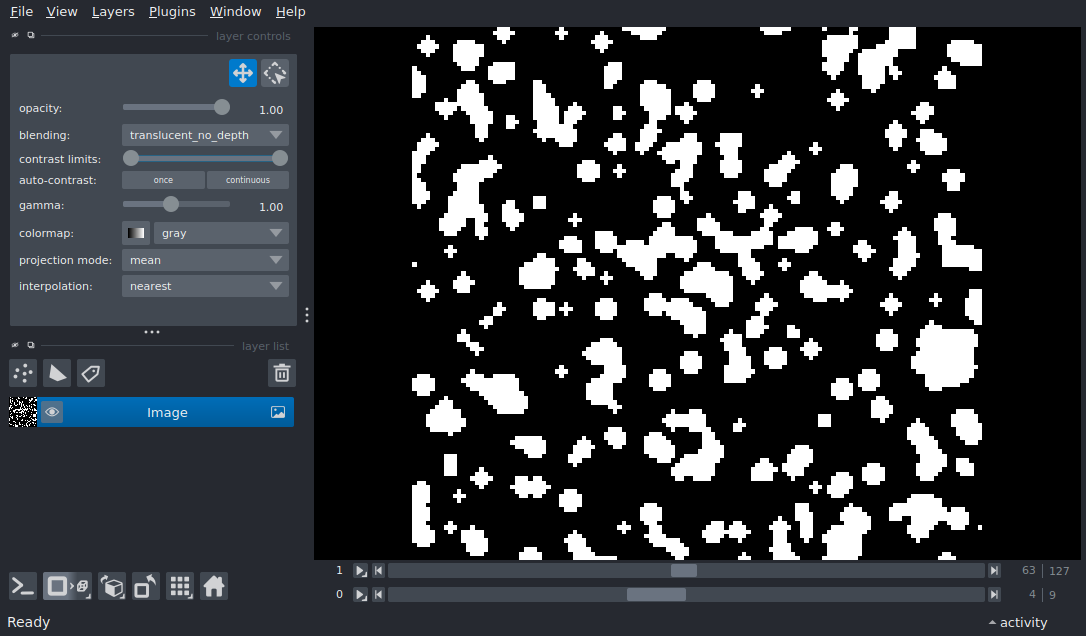 File View Layers Plugins Window Help
layer controls
opacity: 1.00
blending: translucent_no_depth
contrast limits:
auto-contrast: once continuous
gamma: 1.00
colormap: gray
projection mode: mean
interpolation: nearest
layer list
Image
1 63 127
0 4 9
Ready activity